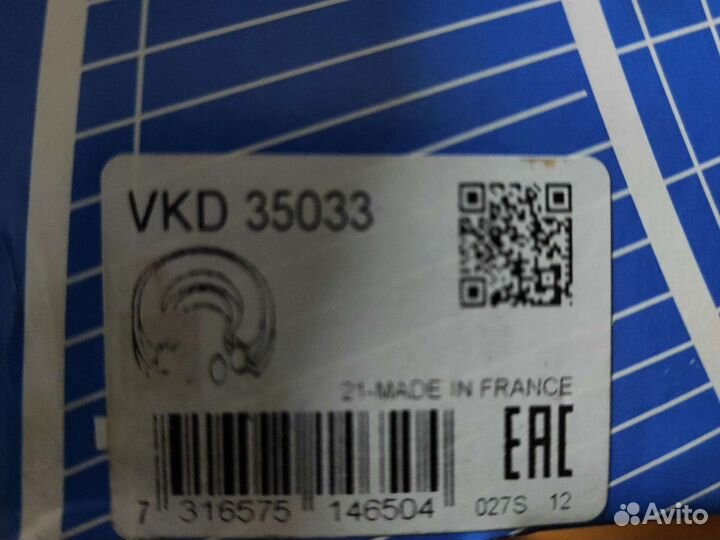 VKD 35033
21-MADE IN FRANCE
EAC
7 316575 146504
027S 12
Avito